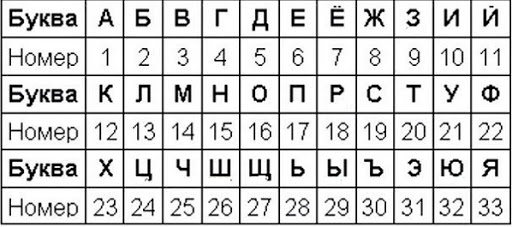 Буква А Б В Г Д Е Ё Ж З И Й
Номер 1 2 3 4 5 6 7 8 9 10 11
Буква К Л М Н О П Р С Т У Ф
Номер 12 13 14 15 16 17 18 19 20 21 22
Буква Х Ц Ч Ш Щ Ь Ы Ъ Э Ю Я
Номер 23 24 25 26 27 28 29 30 31 32 33